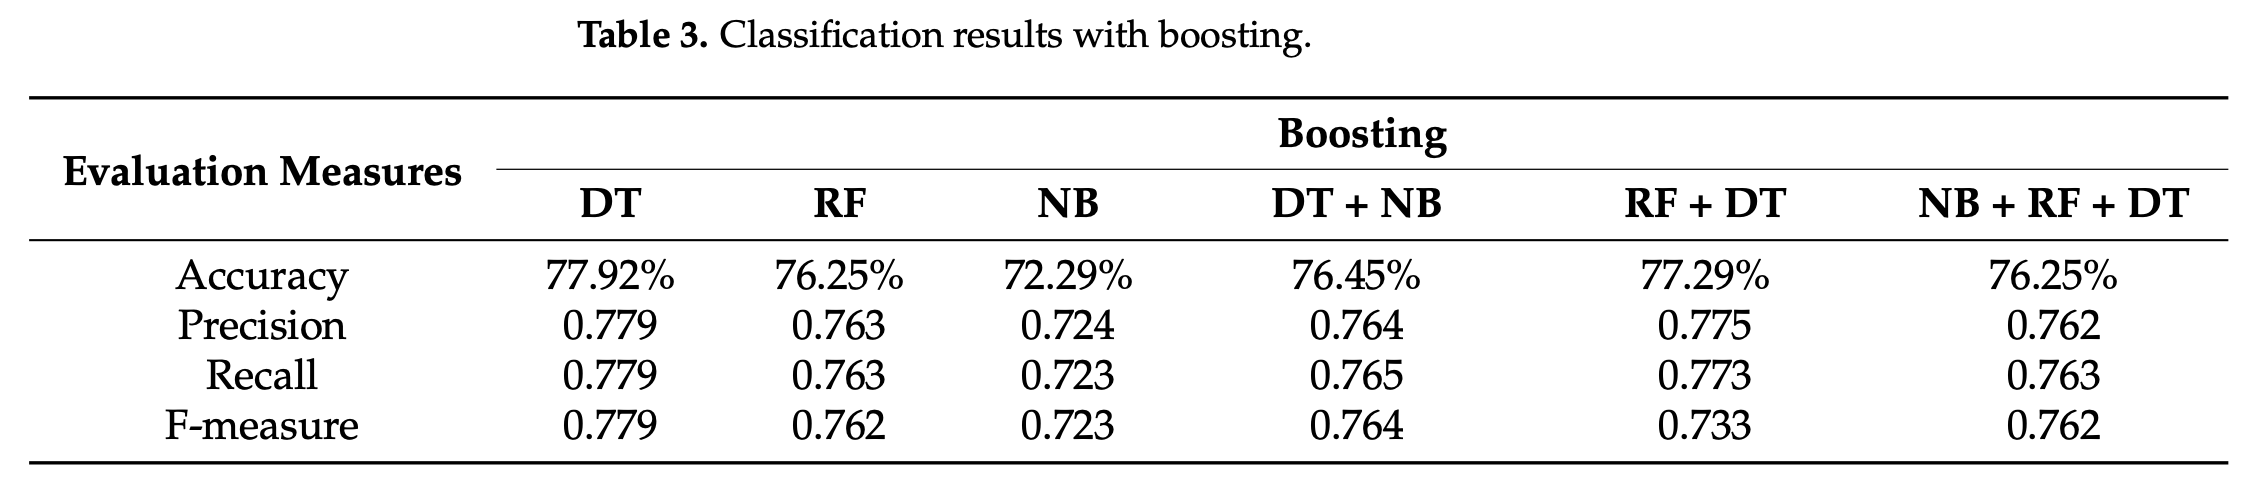 Table 3. Classification results with boosting.
Boosting
Evaluation Measures
DT RF NB DT + NB RF + DT NB + RF + DT
Accuracy 77.92% 76.25% 72.29% 76.45% 77.29% 76.25%
Precision 0.779 0.763 0.724 0.764 0.775 0.762
Recall 0.779 0.763 0.723 0.765 0.773 0.763
F-measure 0.779 0.762 0.723 0.764 0.733 0.762